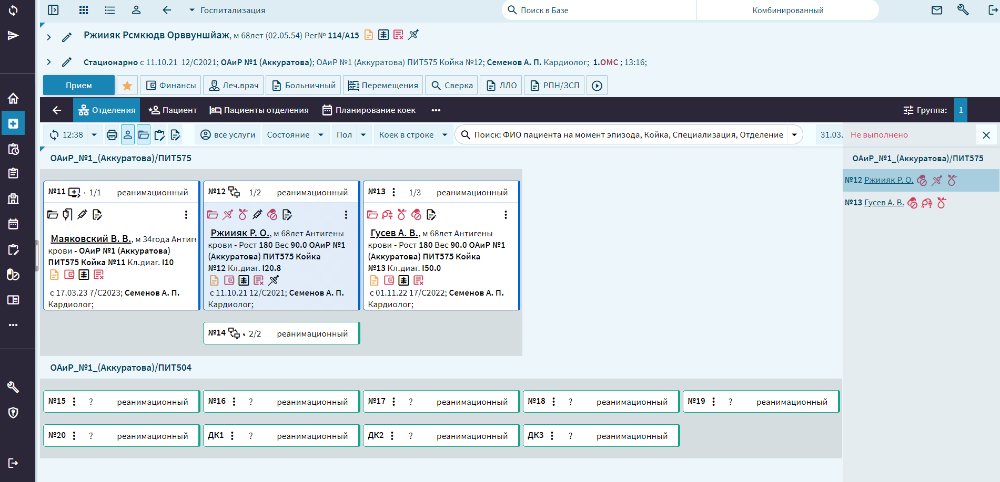 Госпитализация
Поиск в Базе
Комбинированный
Ржиияк Рсмкюдв Орввуншйаж, м 68лет (02.05.54) Рег№ 114/А15
Стационарно с 11.10.21 12/С2021; ОАиР №1 (Аккуратова); ОАиР №1 (Аккуратова) ПИТ575 Койка №12; Семенов А. П. Кардиолог; 1.ОМС ; 13:16;
Прием
Финансы
Леч.врач
Больничный
Перемещения
Сверка
ЛЛО
РПН/ЗСП
Отделения
Пациент
Пациенты отделения
Планирование коек
Группа:
1
12:38
все услуги
Состояние
Пол
Коек в строке
Поиск: ФИО пациента на момент эпизода, Койка, Специализация, Отделение
31.03.
Не выполнено
ОАиР_№1_(Аккуратова)/ПИТ575
№11 1/1 реанимационный
Маяковский В. В., м 34года Антиге
крови - ОАиР №1 (Аккуратова)
ПИТ575 Койка №11 Кл.диаг. I10
с 17.03.23 7/С2023; Семенов А. П.
Кардиолог;
№12 1/2 реанимационный
Ржиияк Р. О., м 68лет Антигены
крови - Рост 180 Вес 90.0 ОАиР №1
(Аккуратова) ПИТ575 Койка
№12 Кл.диаг. I20.8
с 11.10.21 12/С2021; Семенов А. П.
Кардиолог;
№13 1/3 реанимационный
Гусев А. В., м 68лет Антигены
крови - Рост 180 Вес 90.0 ОАиР №1
(Аккуратова) ПИТ575 Койка
№13 Кл.диаг. I50.0
с 01.11.22 17/С2022; Семенов А. П.
Кардиолог;
№14 2/2 реанимационный
ОАиР_№1_(Аккуратова)/ПИТ504
№15 ? реанимационный
№16 ? реанимационный
№17 ? реанимационный
№18 ? реанимационный
№19 ? реанимационный
№20 ? реанимационный
ДК1 ? реанимационный
ДК2 ? реанимационный
ДК3 ? реанимационный
ОАиР_№1_(Аккуратова)/ПИТ575
№12 Ржиияк Р. О.
№13 Гусев А. В.